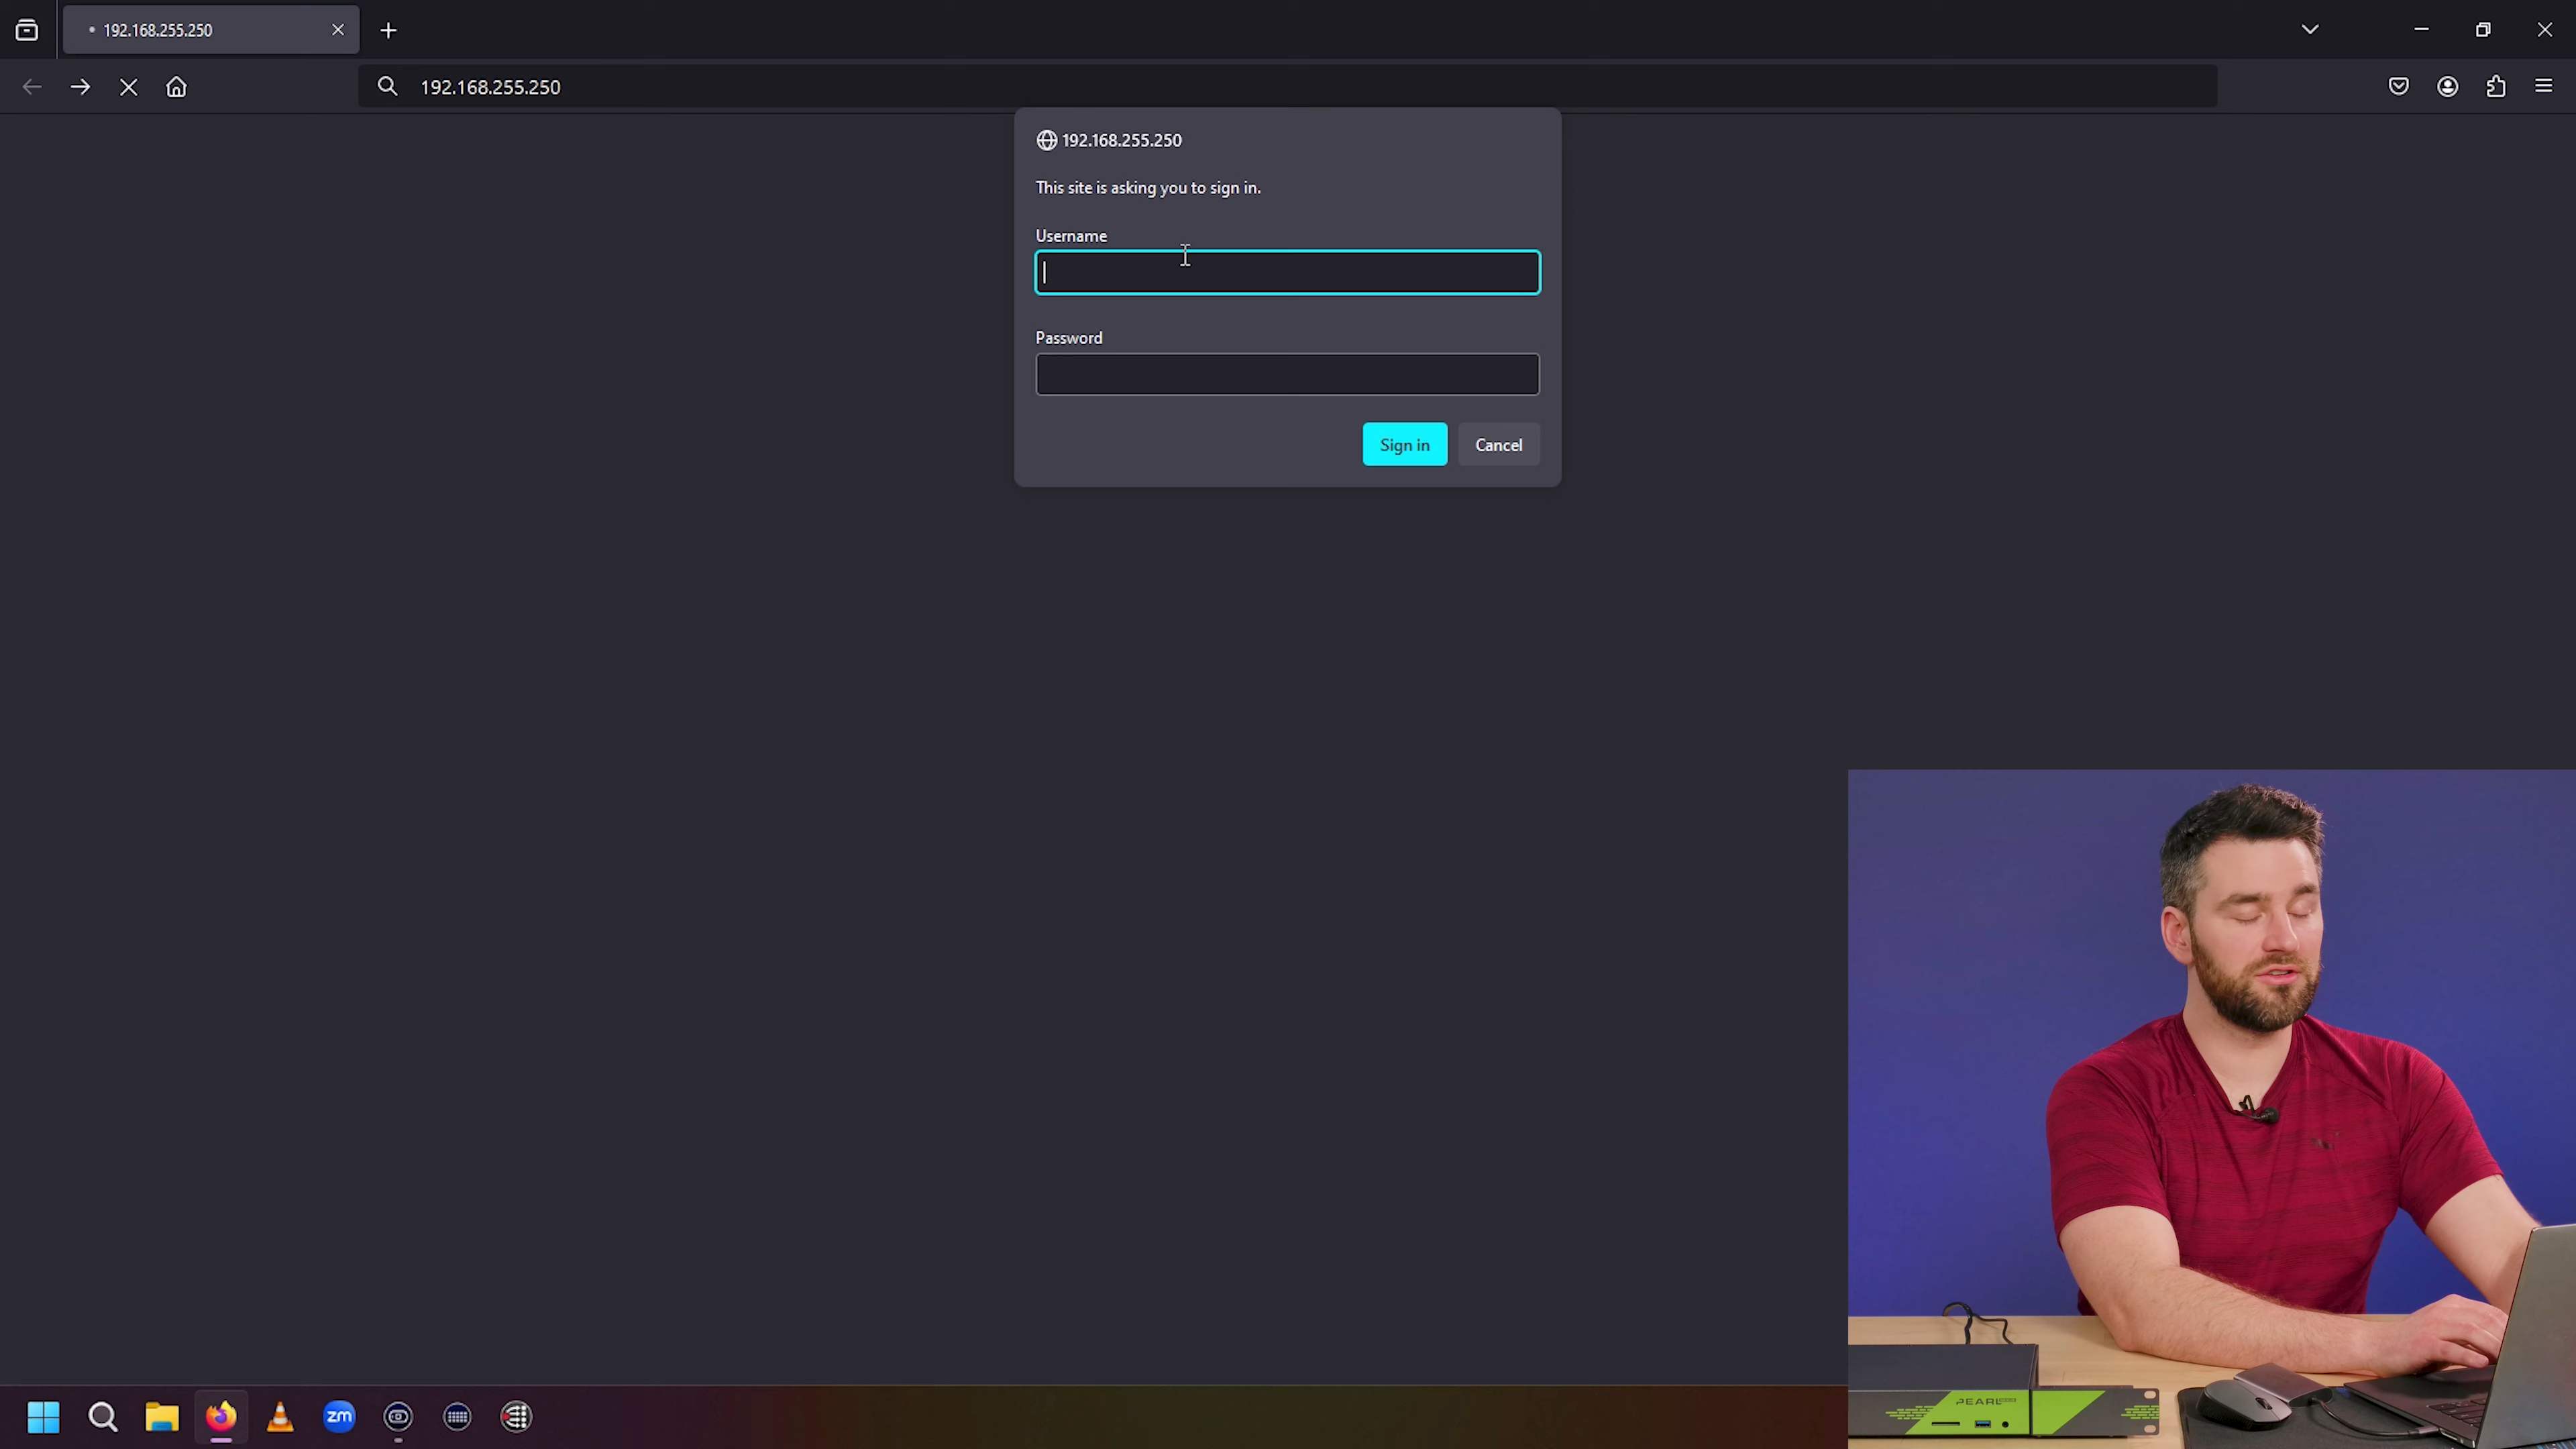 192.168.255.250
192.168.255.250
192.168.255.250
This site is asking you to sign in.
Username
Password
Sign in
Cancel
zm
PEARL